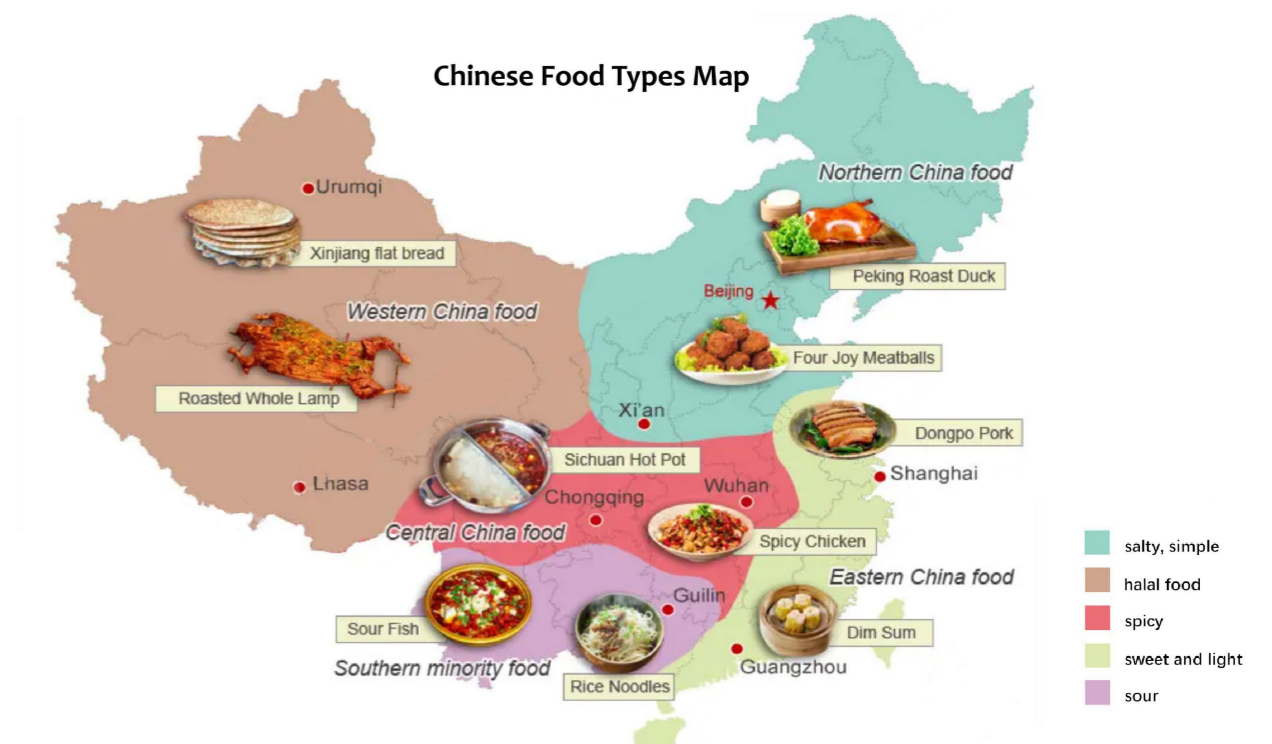 Chinese Food Types Map
Northern China food
Urumqi
Xinjiang flat bread
Peking Roast Duck
Beijing
Western China food
Four Joy Meatballs
Roasted Whole Lamp
Xi'an
Dongpo Pork
Sichuan Hot Pot
Shanghai
Lhasa
Wuhan
Chongqing
Central China food
Spicy Chicken
salty, simple
Eastern China food
halal food
Guilin
spicy
Sour Fish
Dim Sum
sweet and light
Southern minority food
Guangzhou
Rice Noodles
sour